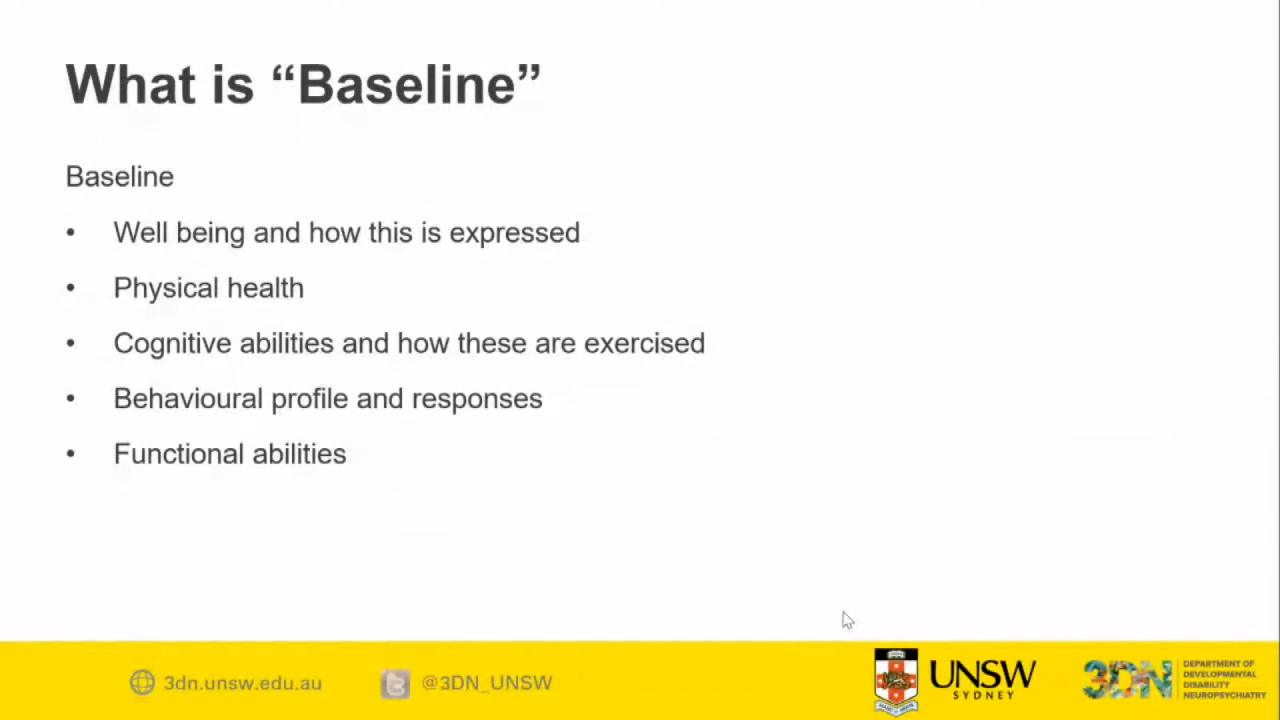 What is “Baseline”
Baseline
• Well being and how this is expressed
• Physical health
• Cognitive abilities and how these are exercised
• Behavioural profile and responses
• Functional abilities
3dn.unsw.edu.au
@3DN_UNSW
UNSW
SYDNEY
3DN
DEPARTMENT OF
DEVELOPMENTAL
DISABILITY
NEUROPSYCHIATRY